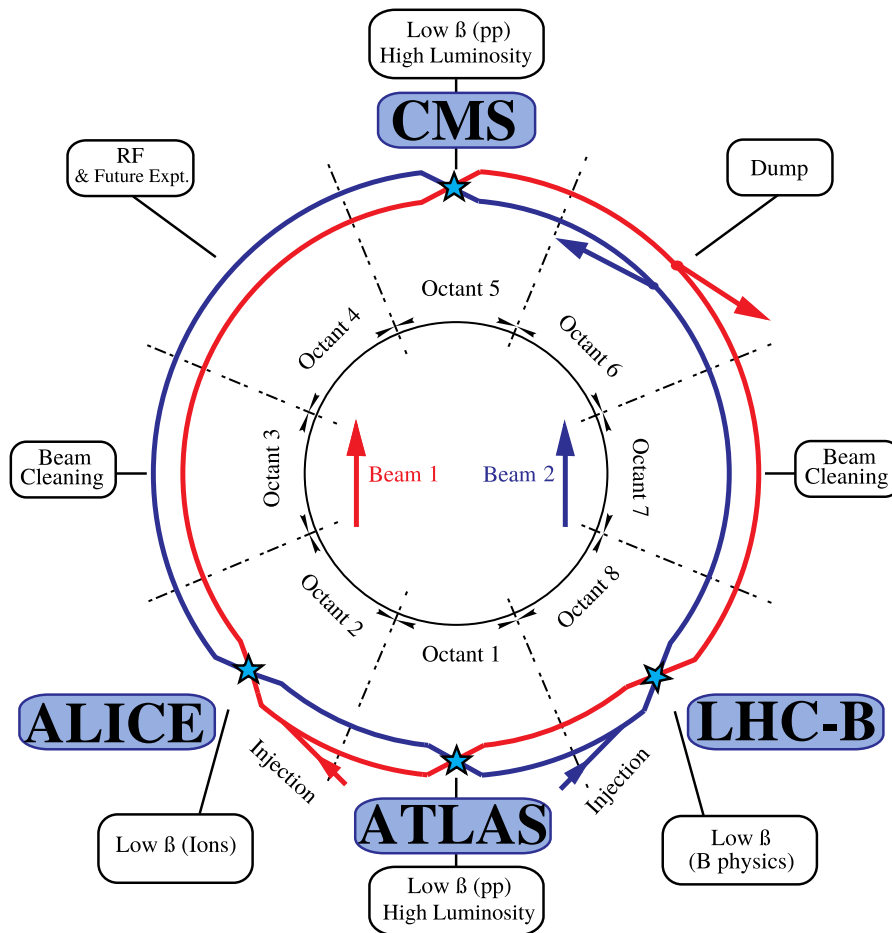 Low ß (pp)
High Luminosity
CMS
RF
& Future Expt.
Dump
Octant 5
Octant 4
Octant 6
Octant 3
Octant 7
Beam
Cleaning
Beam 1
Beam 2
Beam
Cleaning
Octant 2
Octant 8
Octant 1
ALICE
LHC-B
Injection
Injection
ATLAS
Low ß (Ions)
Low ß
(B physics)
Low ß (pp)
High Luminosity